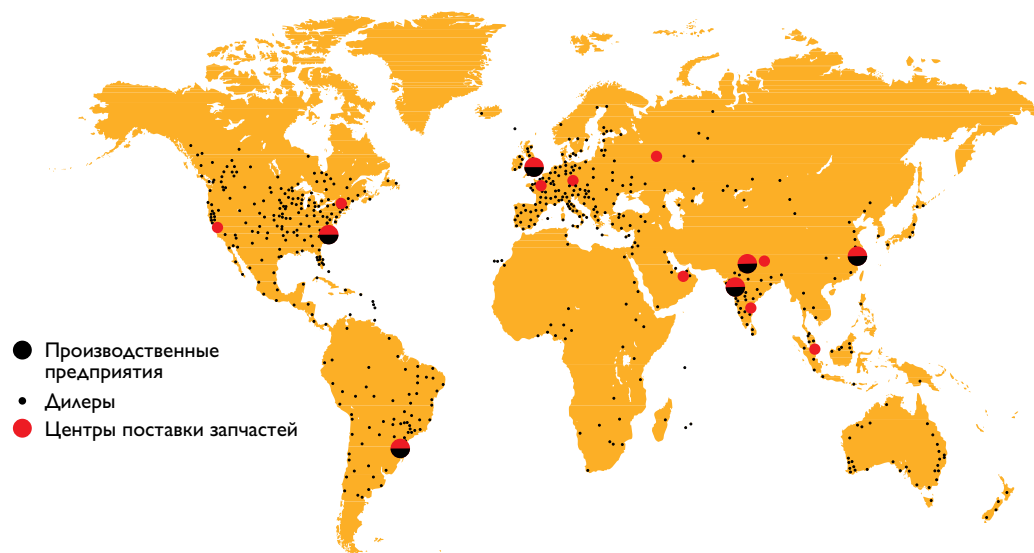 Производственные
предприятия
Дилеры
Центры поставки запчастей